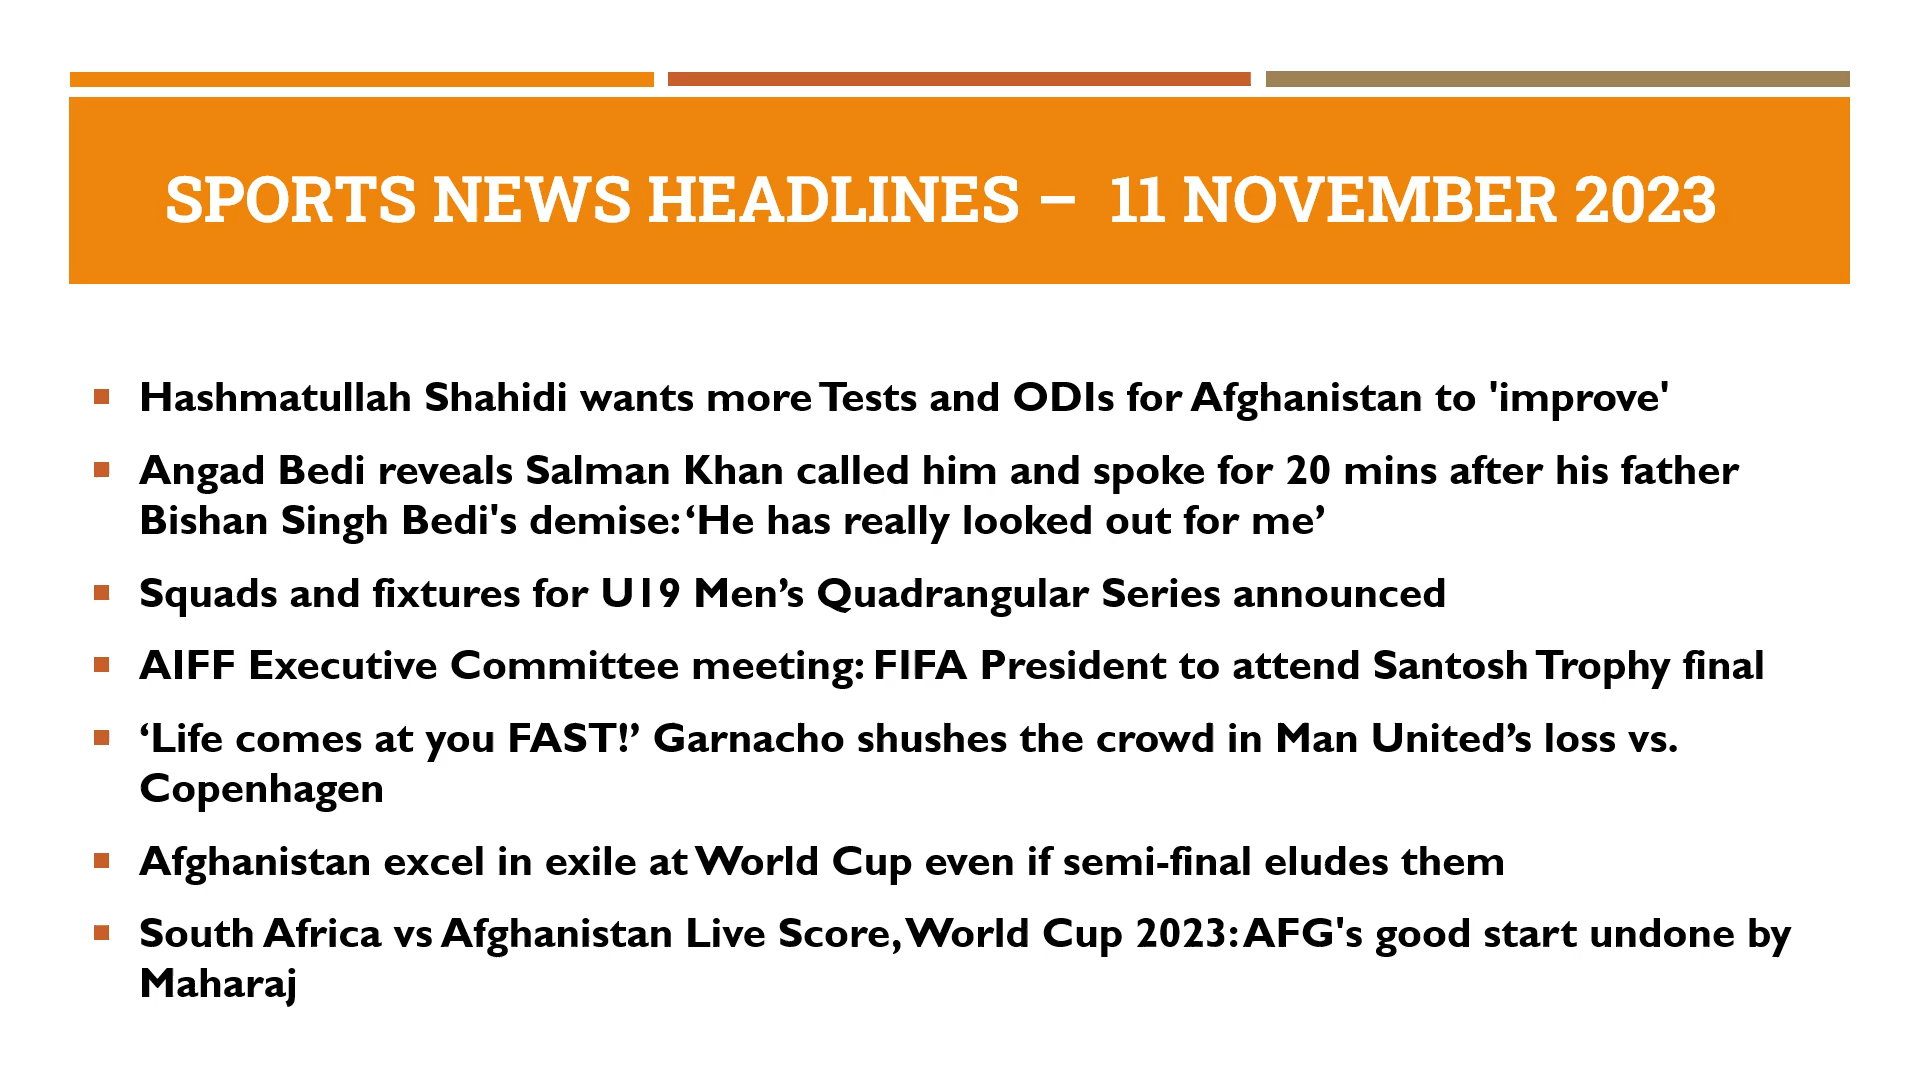 SPORTS NEWS HEADLINES – 11 NOVEMBER 2023
Hashmatullah Shahidi wants more Tests and ODIs for Afghanistan to 'improve'
Angad Bedi reveals Salman Khan called him and spoke for 20 mins after his father
Bishan Singh Bedi's demise: ‘He has really looked out for me’
Squads and fixtures for U19 Men’s Quadrangular Series announced
AIFF Executive Committee meeting: FIFA President to attend Santosh Trophy final
‘Life comes at you FAST!’ Garnacho shushes the crowd in Man United’s loss vs.
Copenhagen
Afghanistan excel in exile at World Cup even if semi-final eludes them
South Africa vs Afghanistan Live Score, World Cup 2023: AFG's good start undone by
Maharaj